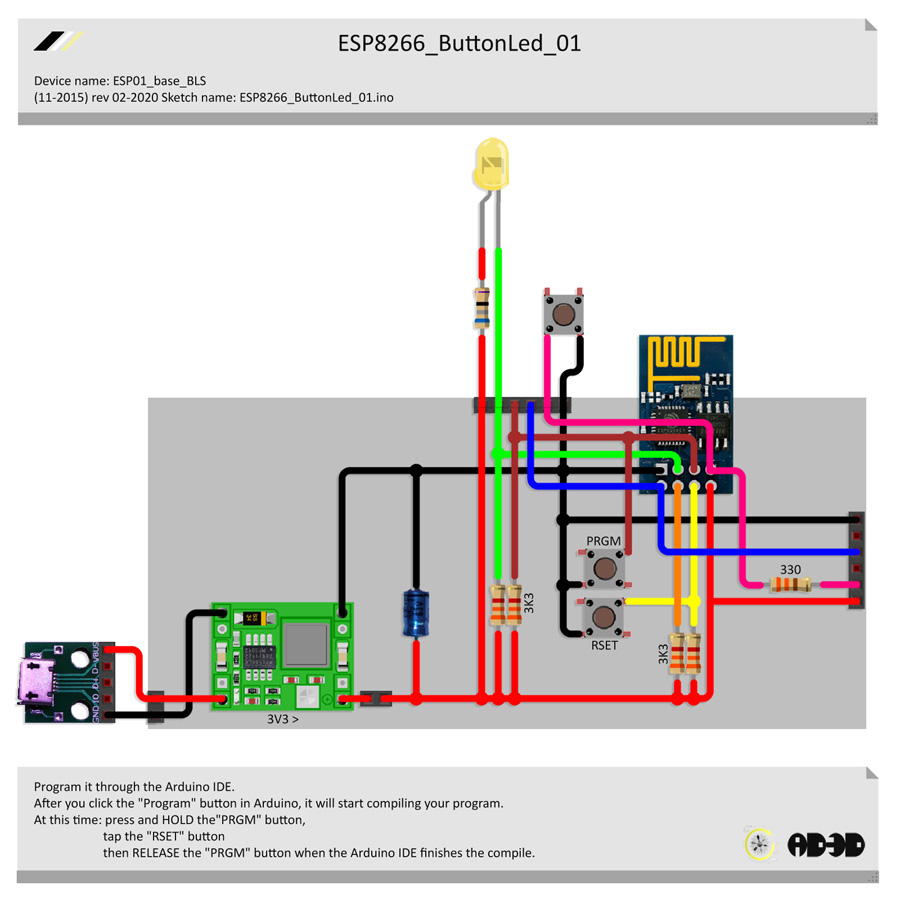 ESP8266_ButtonLed_01
Device name: ESP01_base_BLS
(11-2015) rev 02-2020 Sketch name: ESP8266_ButtonLed_01.ino
PRGM
330
3K3
RSET
3K3
3V3 >
Program it through the Arduino IDE.
After you click the "Program" button in Arduino, it will start compiling your program.
At this time: press and HOLD the"PRGM" button,
tap the "RSET" button
then RELEASE the "PRGM" button when the Arduino IDE finishes the compile.
AD3D